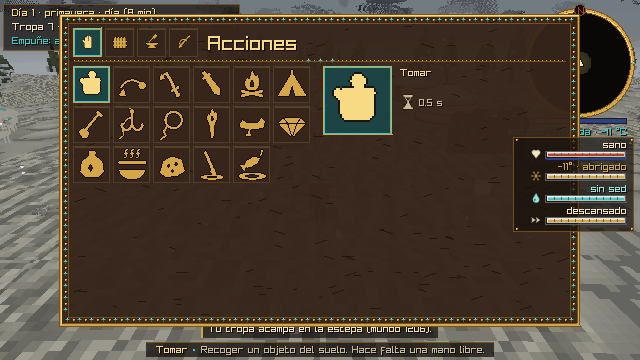 Día 1 · primavera · día (8 min)
Tropa 7
Empuñe: a
N
Acciones
Tomar
0.5 s
-11 °C
sano
-11° · abrigado
sin sed
descansado
Tu tropa acampa en la estepa (mundo 1206).
Tomar · Recoger un objeto del suelo. Hace falta una mano libre.